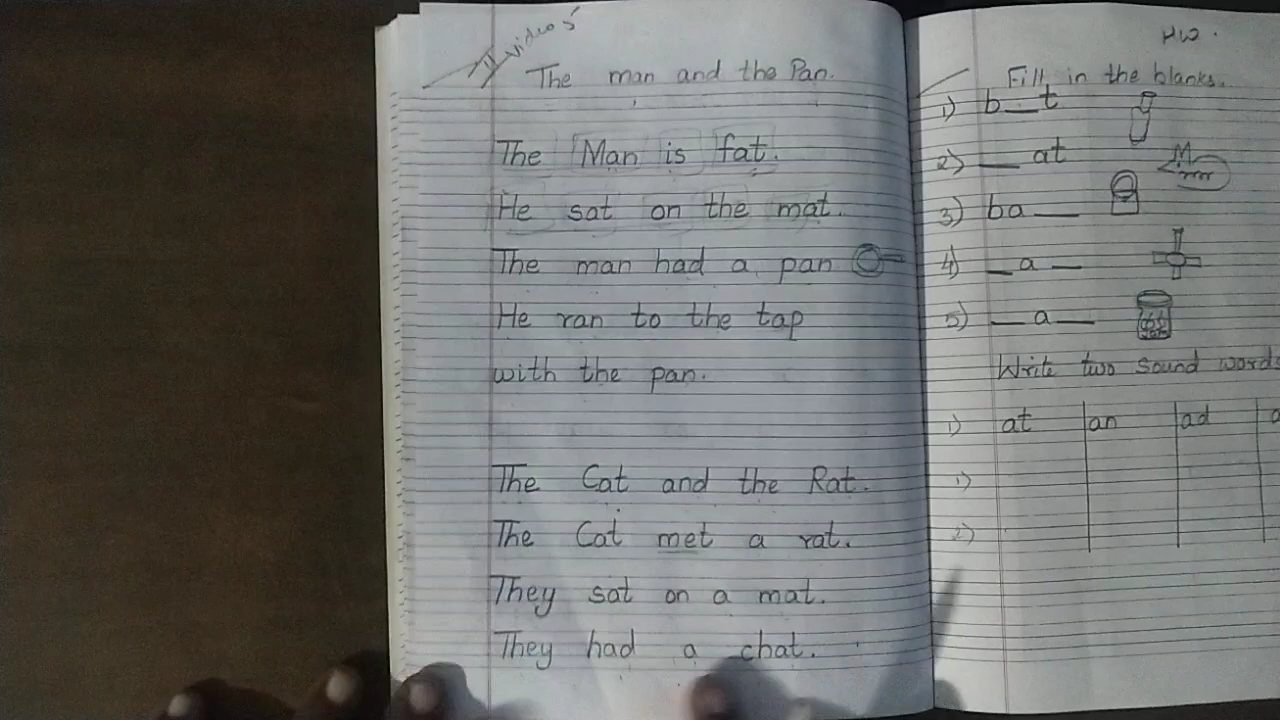 videos
The man and the Pan.
The Man is fat.
He sat on the mat.
The man had a pan
He ran to the tap
with the pan.
The Cat and the Rat.
The Cat met a rat.
They sat on a mat.
They had a chat.
HW.
Fill in the blanks.
1) b__t
2) __at
3) ba__
4) __a__
5) __a__
Write two sound words
1) at an ad
1)
2)